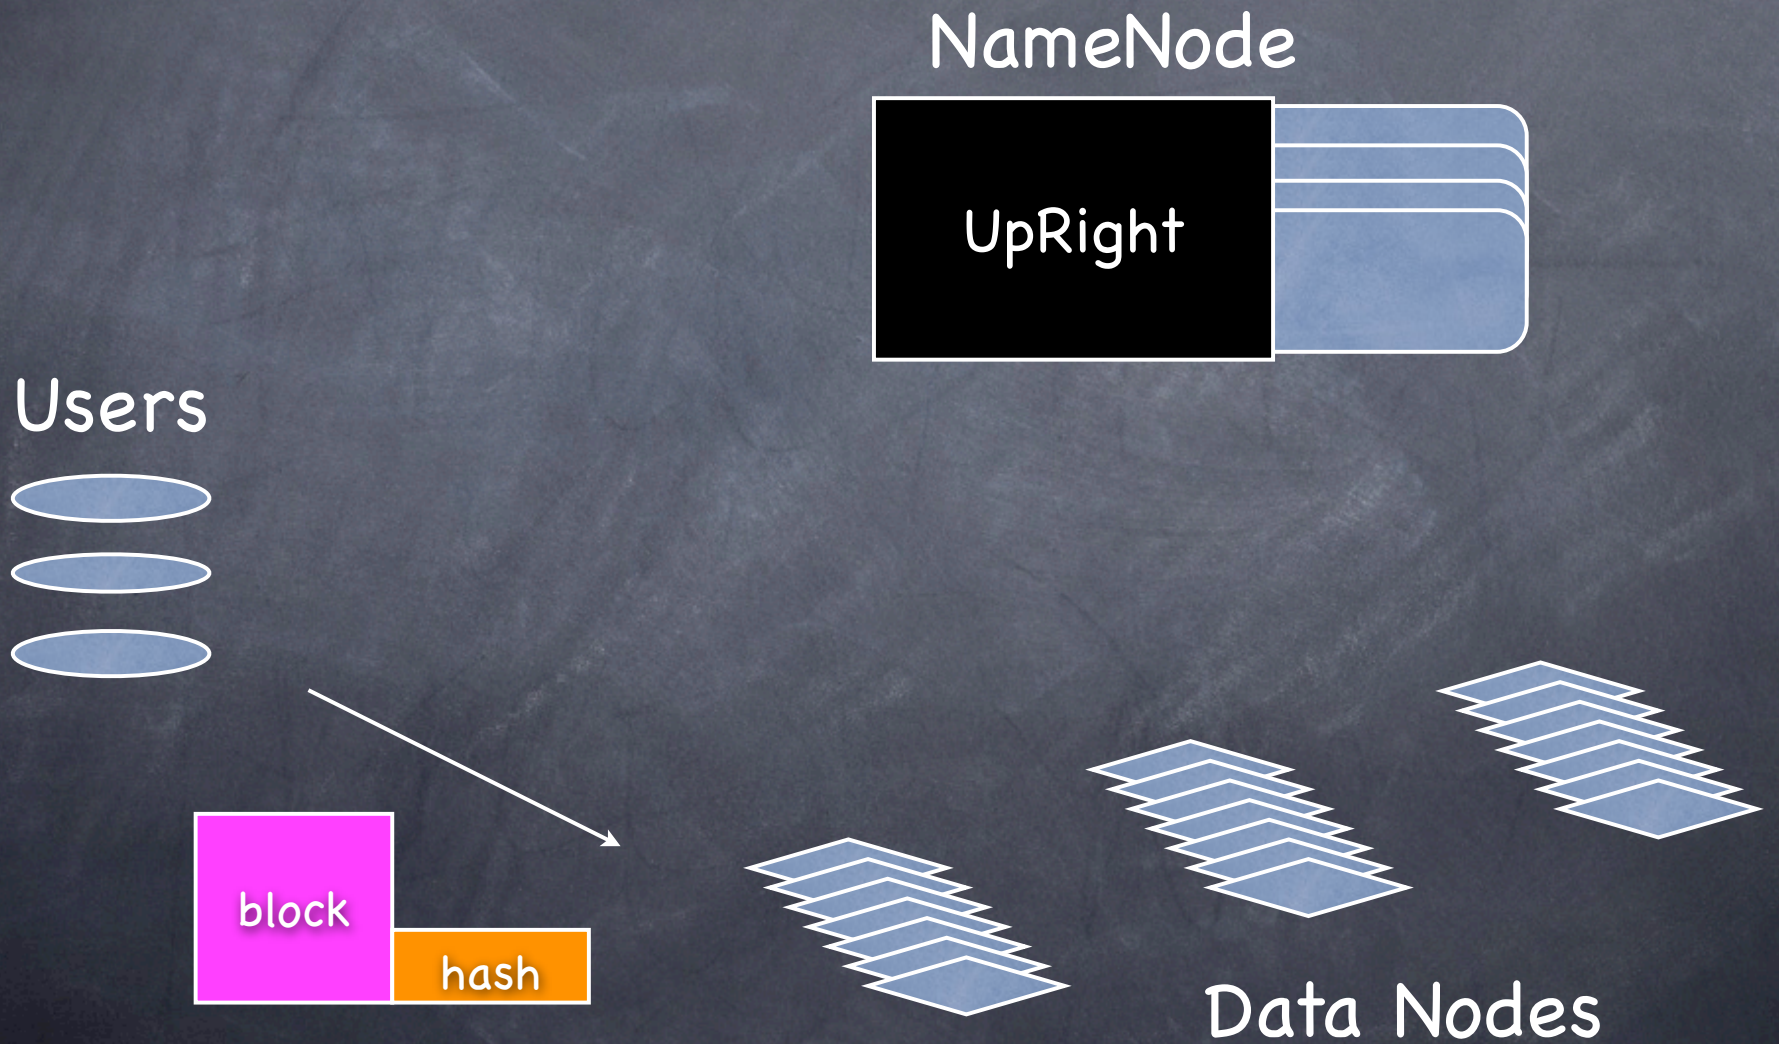 NameNode
UpRight
Users
block
hash
Data Nodes